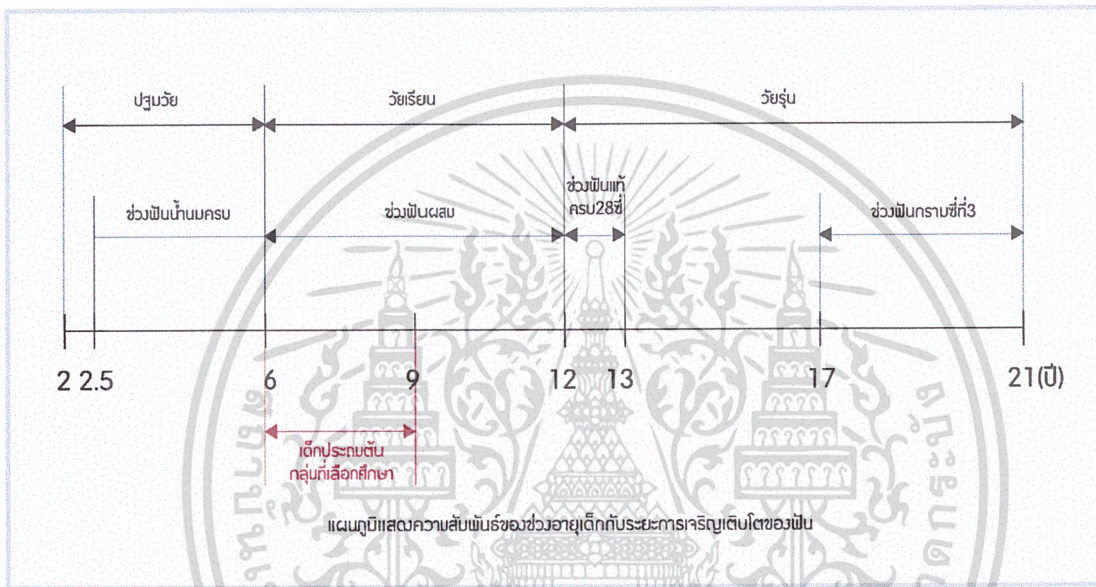 ปฐมวัย วัยเรียน วัยรุ่น
ช่วงฟันน้ำนมครบ ช่วงฟันผสม ช่วงฟันแท้ ช่วงฟันกรามซี่ที่3
ครบ28ซี่
2 2.5 6 9 12 13 17 21(ปี)
เด็กประถมต้น
กลุ่มที่เลือกศึกษา
แผนภูมิแสดงความสัมพันธ์ของช่วงอายุเด็กกับระยะการเจริญเติบโตของฟัน